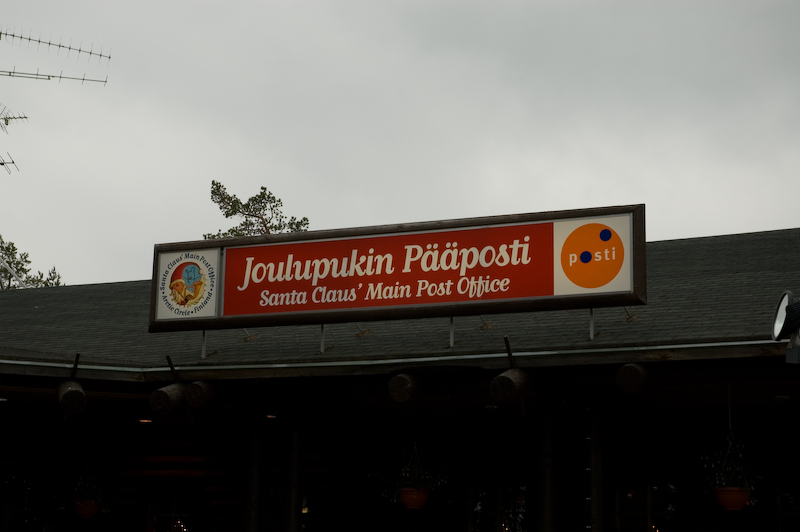 Santa Claus' Main Post Office
Arctic Circle • Finland
Joulupukin Pääposti
Santa Claus' Main Post Office
posti